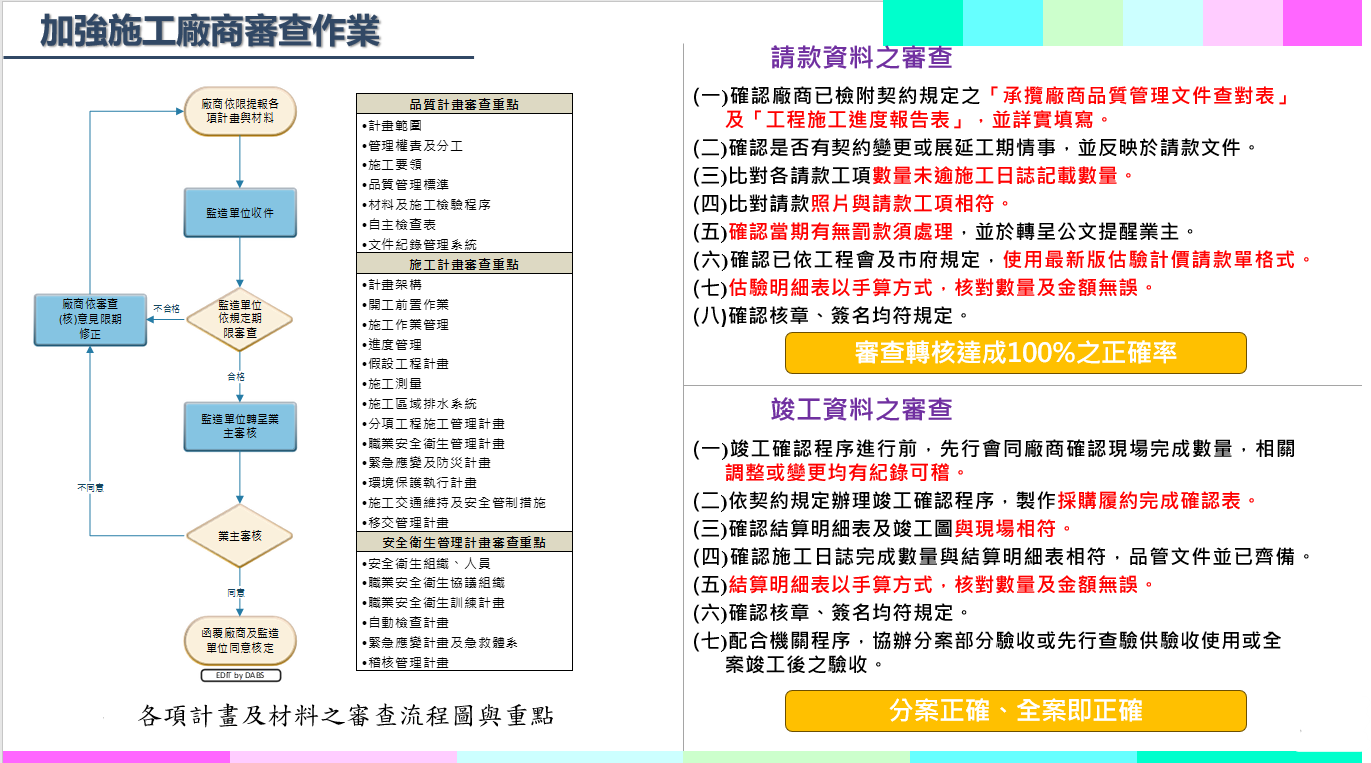 加強施工廠商審查作業
廠商依限提報各
項計畫與材料
監造單位收件
監造單位
依規定期
限審查
不合格
廠商依審查
(核)意見限期
修正
合格
監造單位轉呈業
主審核
不同意
業主審核
同意
函覆廠商及監造
單位同意核定
EDIT by DABS
品質計畫審查重點
•計畫範圍
•管理權責及分工
•施工要領
•品質管理標準
•材料及施工檢驗程序
•自主檢查表
•文件紀錄管理系統
施工計畫審查重點
•計畫架構
•開工前置作業
•施工作業管理
•進度管理
•假設工程計畫
•施工測量
•施工區域排水系統
•分項工程施工管理計畫
•職業安全衛生管理計畫
•緊急應變及防災計畫
•環境保護執行計畫
•施工交通維持及安全管制措施
•移交管理計畫
安全衛生管理計畫審查重點
•安全衛生組織、人員
•職業安全衛生協議組織
•職業安全衛生訓練計畫
•自動檢查計畫
•緊急應變計畫及急救體系
•稽核管理計畫
各項計畫及材料之審查流程圖與重點
請款資料之審查
(一)確認廠商已檢附契約規定之「承攬廠商品質管理文件查對表」
及「工程施工進度報告表」，並詳實填寫。
(二)確認是否有契約變更或展延工期情事，並反映於請款文件。
(三)比對各請款工項數量未逾施工日誌記載數量。
(四)比對請款照片與請款工項相符。
(五)確認當期有無罰款須處理，並於轉呈公文提醒業主。
(六)確認已依工程會及市府規定，使用最新版估驗計價請款單格式。
(七)估驗明細表以手算方式，核對數量及金額無誤。
(八)確認核章、簽名均符規定。
審查轉核達成100%之正確率
竣工資料之審查
(一)竣工確認程序進行前，先行會同廠商確認現場完成數量，相關
調整或變更均有紀錄可稽。
(二)依契約規定辦理竣工確認程序，製作採購履約完成確認表。
(三)確認結算明細表及竣工圖與現場相符。
(四)確認施工日誌完成數量與結算明細表相符，品管文件並已齊備。
(五)結算明細表以手算方式，核對數量及金額無誤。
(六)確認核章、簽名均符規定。
(七)配合機關程序，協辦分案部分驗收或先行查驗供驗收使用或全
案竣工後之驗收。
分案正確、全案即正確